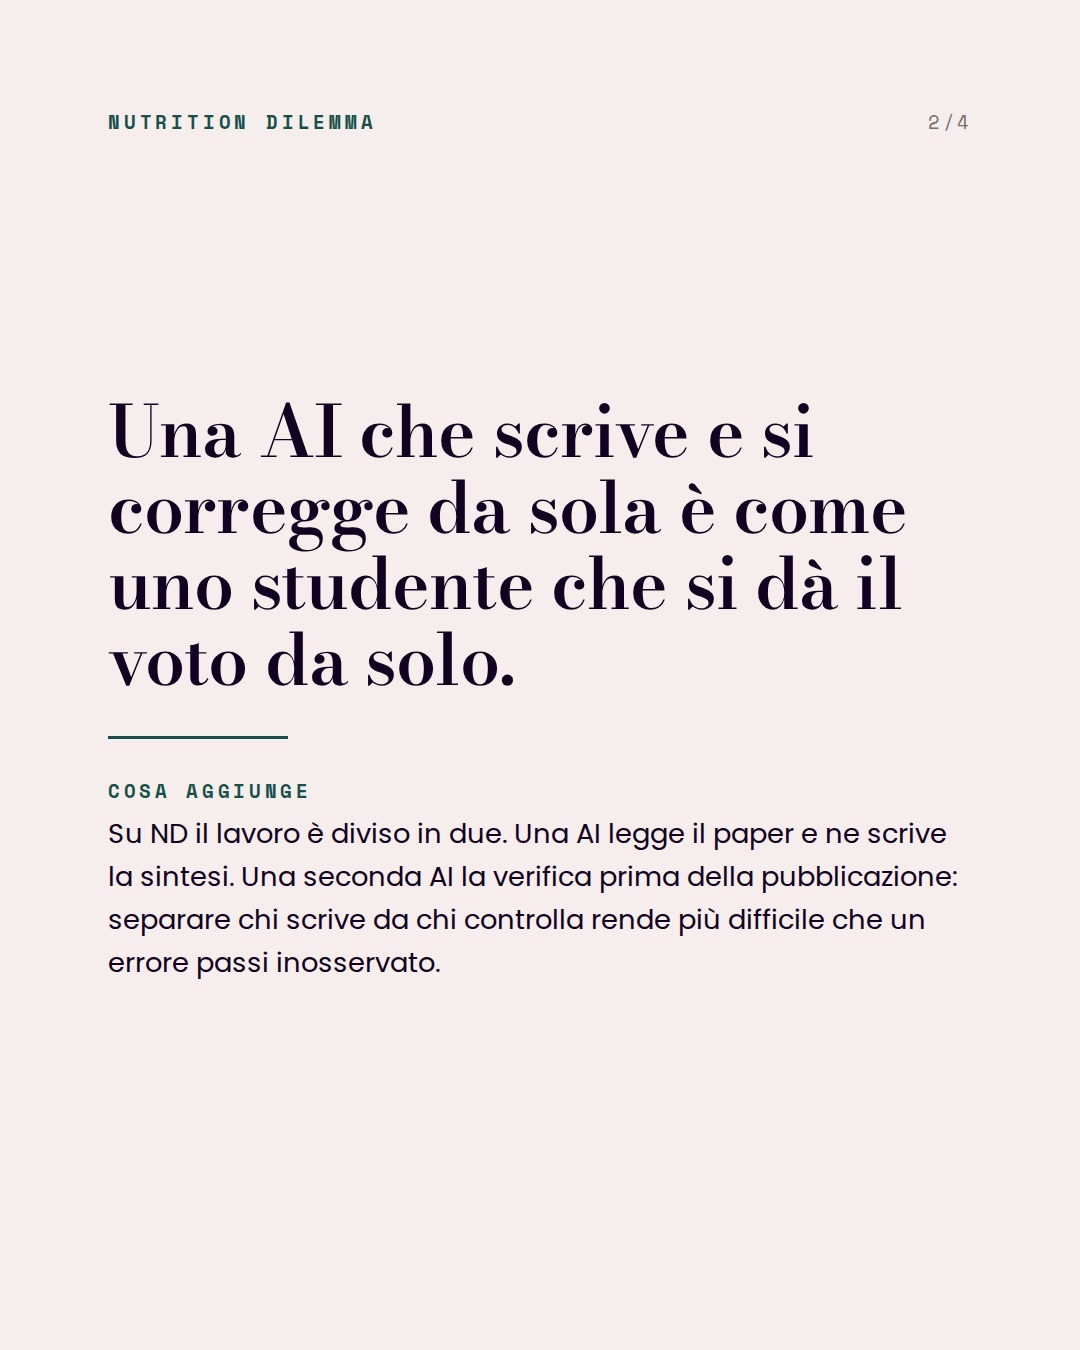 NUTRITION DILEMMA
2/4
Una AI che scrive e si
corregge da sola è come
uno studente che si dà il
voto da solo.
COSA AGGIUNGE
Su ND il lavoro è diviso in due. Una AI legge il paper e ne scrive
la sintesi. Una seconda AI la verifica prima della pubblicazione:
separare chi scrive da chi controlla rende più difficile che un
errore passi inosservato.